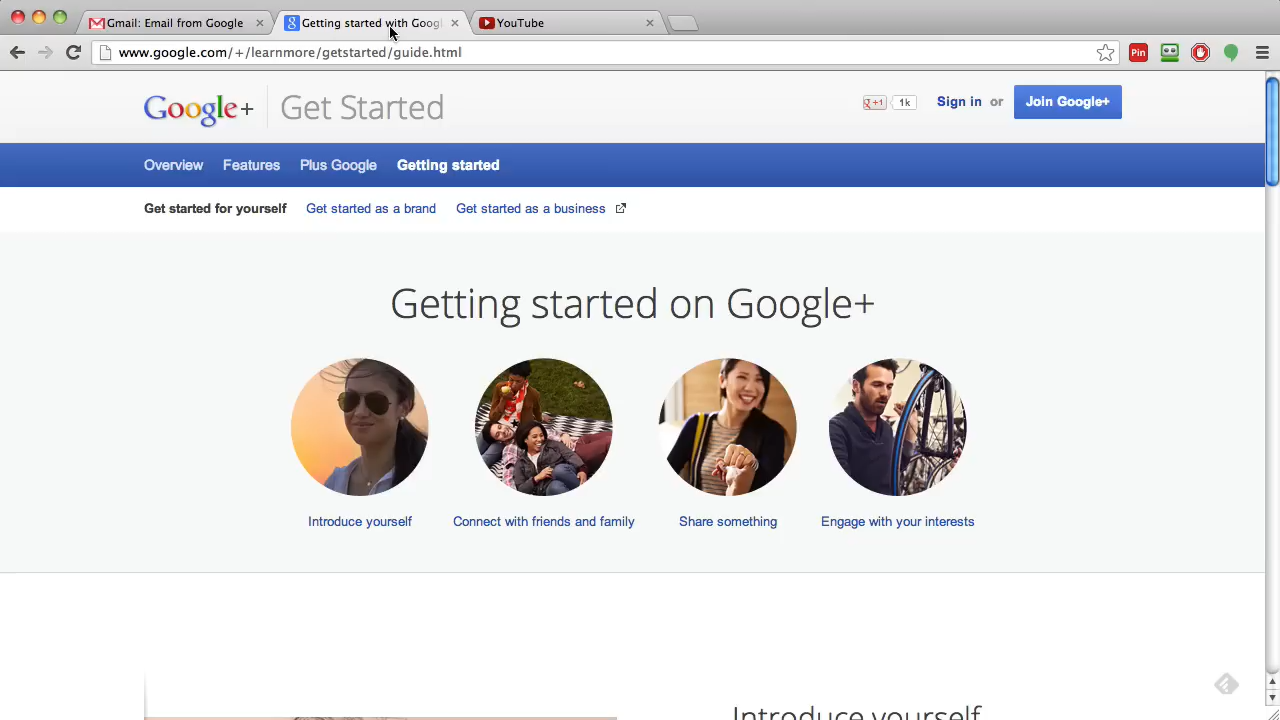 Gmail: Email from Google
Getting started with Googl
YouTube
www.google.com/+/learnmore/getstarted/guide.html
Pin
Google+
Get Started
+1
1k
Sign in or
Join Google+
Overview
Features
Plus Google
Getting started
Get started for yourself
Get started as a brand
Get started as a business
Getting started on Google+
Introduce yourself
Connect with friends and family
Share something
Engage with your interests
Introduce yourself